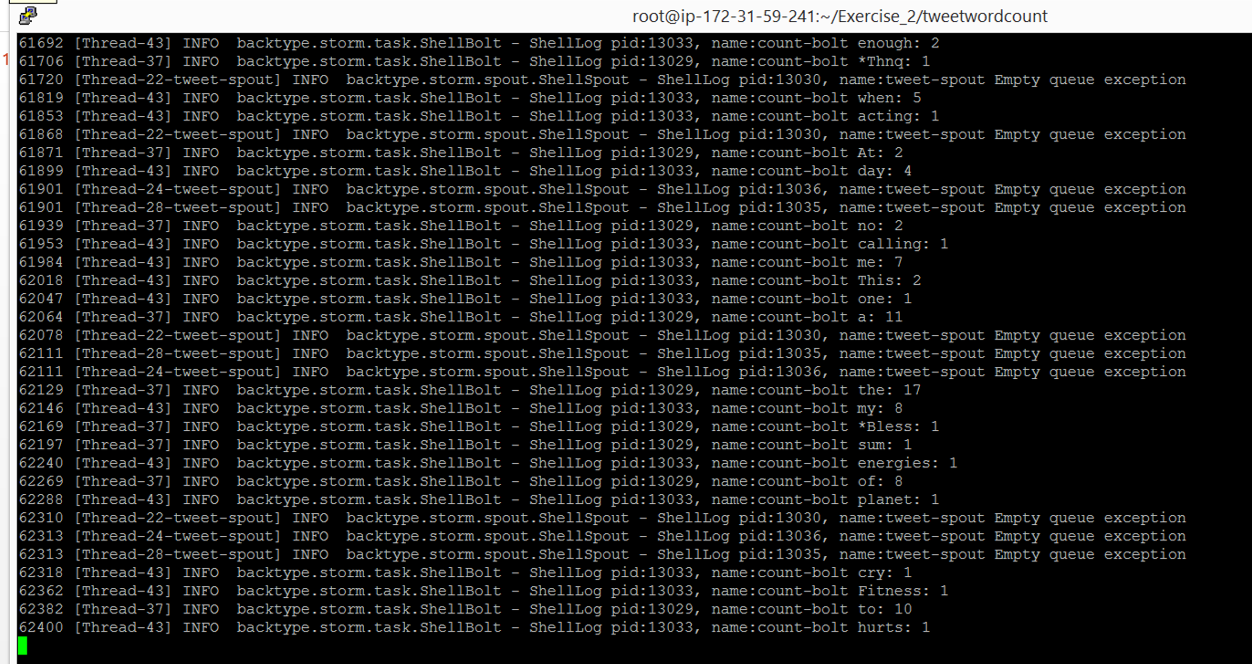 root@ip-172-31-59-241:~/Exercise_2/tweetwordcount
1
61692 [Thread-43] INFO  backtype.storm.task.ShellBolt - ShellLog pid:13033, name:count-bolt enough: 2
61706 [Thread-37] INFO  backtype.storm.task.ShellBolt - ShellLog pid:13029, name:count-bolt *Thnq: 1
61720 [Thread-22-tweet-spout] INFO  backtype.storm.spout.ShellSpout - ShellLog pid:13030, name:tweet-spout Empty queue exception
61819 [Thread-43] INFO  backtype.storm.task.ShellBolt - ShellLog pid:13033, name:count-bolt when: 5
61853 [Thread-43] INFO  backtype.storm.task.ShellBolt - ShellLog pid:13033, name:count-bolt acting: 1
61868 [Thread-22-tweet-spout] INFO  backtype.storm.spout.ShellSpout - ShellLog pid:13030, name:tweet-spout Empty queue exception
61871 [Thread-37] INFO  backtype.storm.task.ShellBolt - ShellLog pid:13029, name:count-bolt At: 2
61899 [Thread-43] INFO  backtype.storm.task.ShellBolt - ShellLog pid:13033, name:count-bolt day: 4
61901 [Thread-24-tweet-spout] INFO  backtype.storm.spout.ShellSpout - ShellLog pid:13036, name:tweet-spout Empty queue exception
61901 [Thread-28-tweet-spout] INFO  backtype.storm.spout.ShellSpout - ShellLog pid:13035, name:tweet-spout Empty queue exception
61939 [Thread-37] INFO  backtype.storm.task.ShellBolt - ShellLog pid:13029, name:count-bolt no: 2
61953 [Thread-43] INFO  backtype.storm.task.ShellBolt - ShellLog pid:13033, name:count-bolt calling: 1
61984 [Thread-43] INFO  backtype.storm.task.ShellBolt - ShellLog pid:13033, name:count-bolt me: 7
62018 [Thread-43] INFO  backtype.storm.task.ShellBolt - ShellLog pid:13033, name:count-bolt This: 2
62047 [Thread-43] INFO  backtype.storm.task.ShellBolt - ShellLog pid:13033, name:count-bolt one: 1
62064 [Thread-37] INFO  backtype.storm.task.ShellBolt - ShellLog pid:13029, name:count-bolt a: 11
62078 [Thread-22-tweet-spout] INFO  backtype.storm.spout.ShellSpout - ShellLog pid:13030, name:tweet-spout Empty queue exception
62111 [Thread-28-tweet-spout] INFO  backtype.storm.spout.ShellSpout - ShellLog pid:13035, name:tweet-spout Empty queue exception
62111 [Thread-24-tweet-spout] INFO  backtype.storm.spout.ShellSpout - ShellLog pid:13036, name:tweet-spout Empty queue exception
62129 [Thread-37] INFO  backtype.storm.task.ShellBolt - ShellLog pid:13029, name:count-bolt the: 17
62146 [Thread-43] INFO  backtype.storm.task.ShellBolt - ShellLog pid:13033, name:count-bolt my: 8
62169 [Thread-37] INFO  backtype.storm.task.ShellBolt - ShellLog pid:13029, name:count-bolt *Bless: 1
62197 [Thread-37] INFO  backtype.storm.task.ShellBolt - ShellLog pid:13029, name:count-bolt sum: 1
62240 [Thread-43] INFO  backtype.storm.task.ShellBolt - ShellLog pid:13033, name:count-bolt energies: 1
62269 [Thread-37] INFO  backtype.storm.task.ShellBolt - ShellLog pid:13029, name:count-bolt of: 8
62288 [Thread-43] INFO  backtype.storm.task.ShellBolt - ShellLog pid:13033, name:count-bolt planet: 1
62310 [Thread-22-tweet-spout] INFO  backtype.storm.spout.ShellSpout - ShellLog pid:13030, name:tweet-spout Empty queue exception
62313 [Thread-24-tweet-spout] INFO  backtype.storm.spout.ShellSpout - ShellLog pid:13036, name:tweet-spout Empty queue exception
62313 [Thread-28-tweet-spout] INFO  backtype.storm.spout.ShellSpout - ShellLog pid:13035, name:tweet-spout Empty queue exception
62318 [Thread-43] INFO  backtype.storm.task.ShellBolt - ShellLog pid:13033, name:count-bolt cry: 1
62362 [Thread-43] INFO  backtype.storm.task.ShellBolt - ShellLog pid:13033, name:count-bolt Fitness: 1
62382 [Thread-37] INFO  backtype.storm.task.ShellBolt - ShellLog pid:13029, name:count-bolt to: 10
62400 [Thread-43] INFO  backtype.storm.task.ShellBolt - ShellLog pid:13033, name:count-bolt hurts: 1